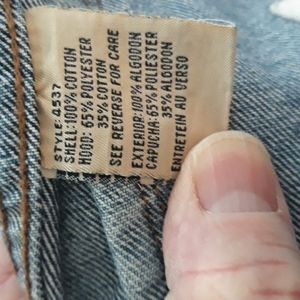 STYLE: 4537
SHELL: 100% COTTON
HOOD: 65% POLYESTER
35% COTTON
SEE REVERSE FOR CARE
EXTERIOR: 100% ALGODON
CAPUCHA: 65% POLIESTER
35% ALGODON
ENTRETEIN AU VERSO